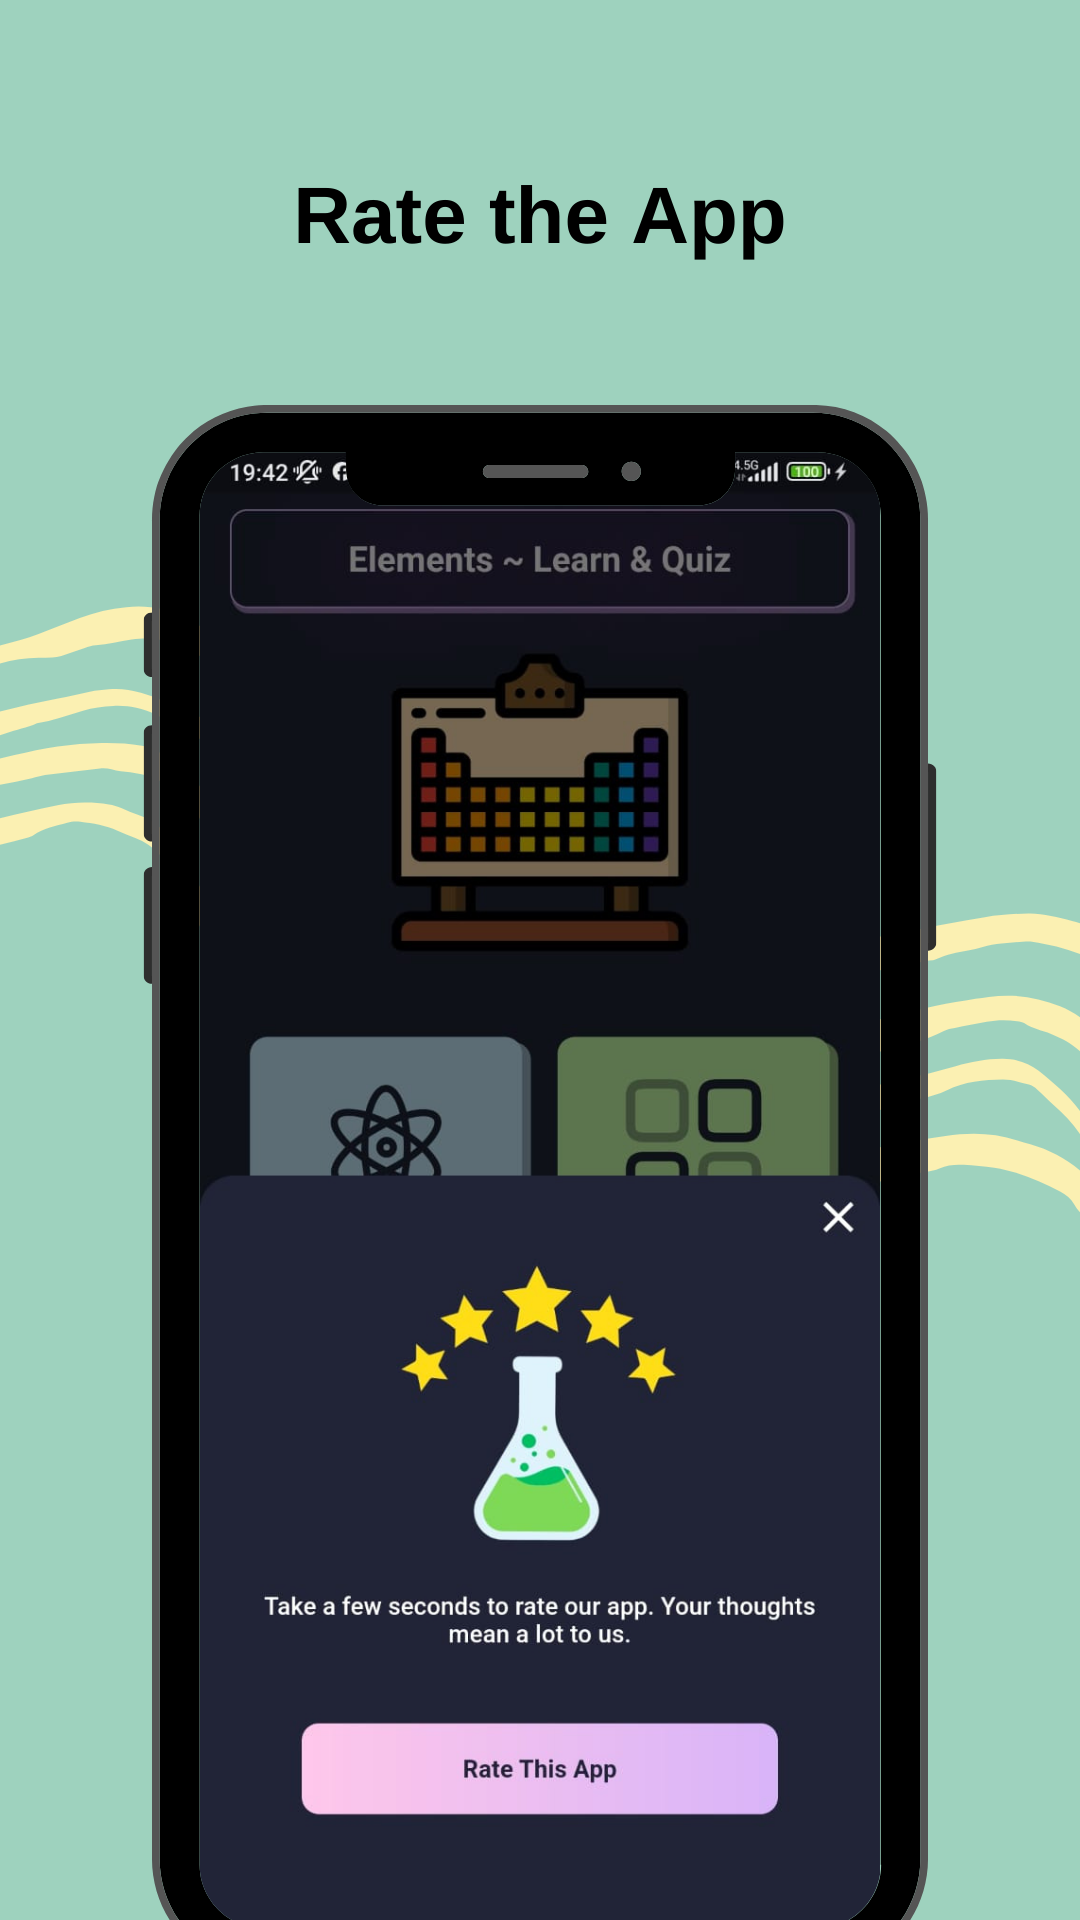 Rate the App
19:42
4.5G
100
Elements ~ Learn & Quiz
Take a few seconds to rate our app. Your thoughts
mean a lot to us.
Rate This App